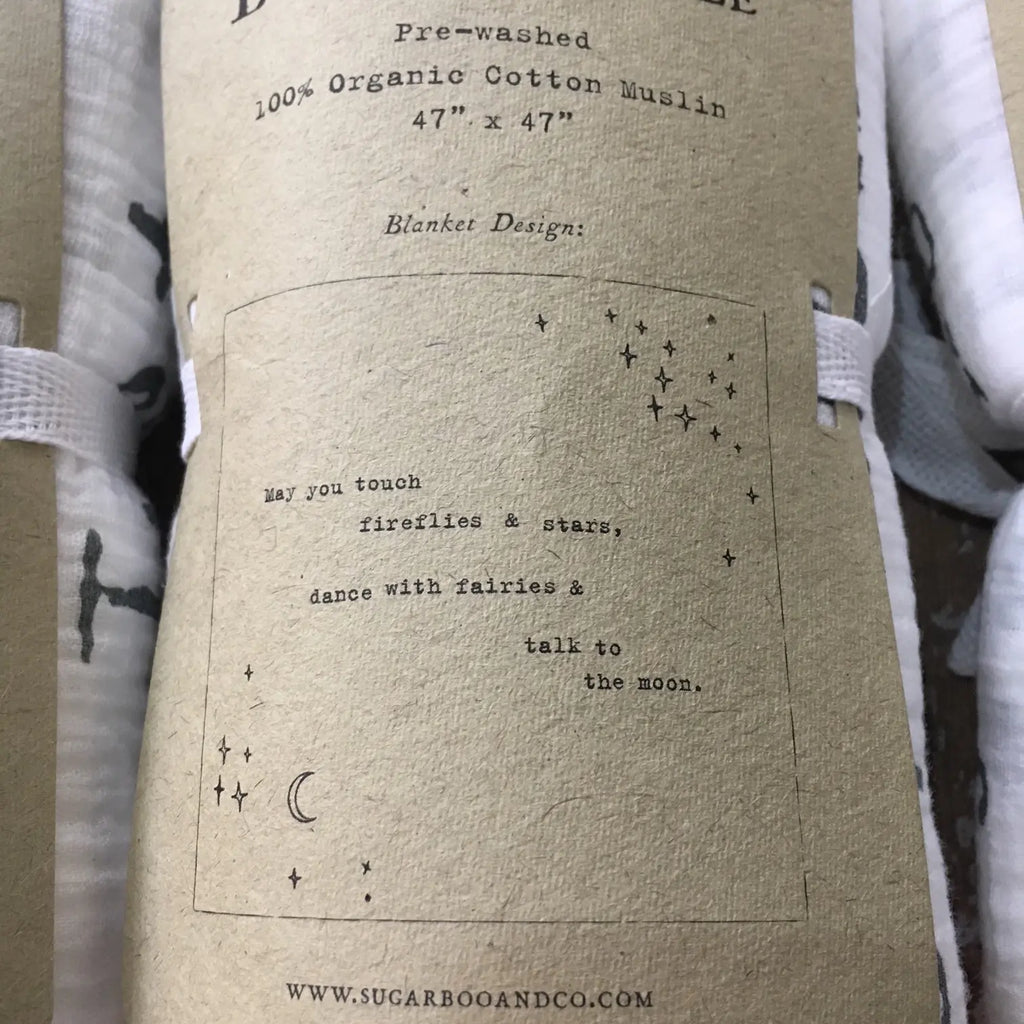 Pre-washed
100% Organic Cotton Muslin
47" x 47"
Blanket Design:
May you touch
fireflies & stars,
dance with fairies &
talk to
the moon.
WWW.SUGARBOOANDCO.COM